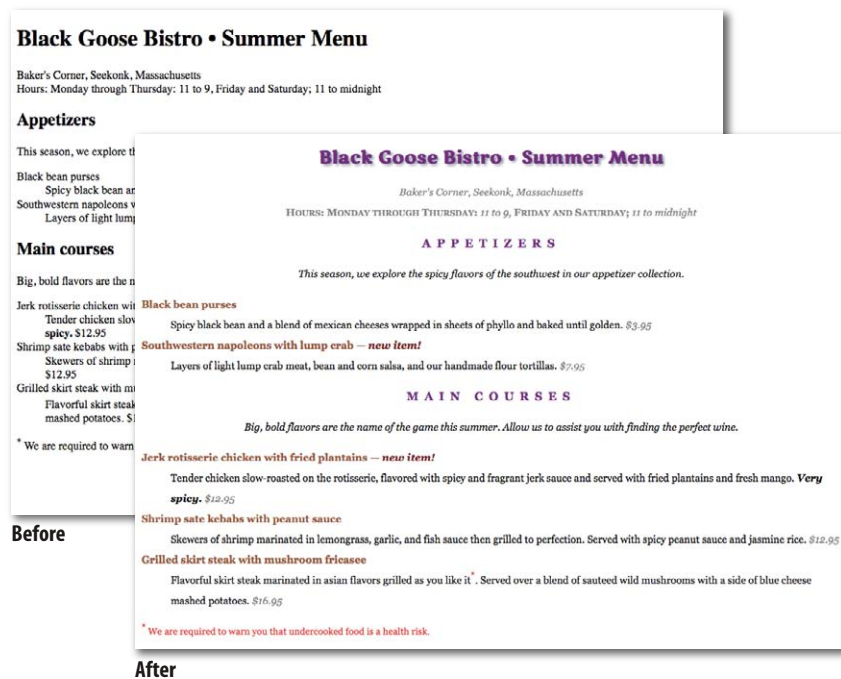 Black Goose Bistro • Summer Menu
Baker's Corner, Seekonk, Massachusetts
Hours: Monday through Thursday: 11 to 9, Friday and Saturday; 11 to midnight
Appetizers
This season, we explore
Black bean purses
Spicy black bean
Southwestern napoleons
Layers of light
Main courses
Big, bold flavors are the
Jerk rotisserie chicken
Tender chicken
spicy. $12.95
Shrimp sate kebabs with
Skewers of shrimp
$12.95
Grilled skirt steak with
Flavorful skirt steak
mashed potatoes.
* We are required to warn
Before
Black Goose Bistro • Summer Menu
Baker's Corner, Seekonk, Massachusetts
HOURS: MONDAY THROUGH THURSDAY: 11 to 9, FRIDAY AND SATURDAY; 11 to midnight
APPETIZERS
This season, we explore the spicy flavors of the southwest in our appetizer collection.
Black bean purses
Spicy black bean and a blend of mexican cheeses wrapped in sheets of phyllo and baked until golden. $3.95
Southwestern napoleons with lump crab — new item!
Layers of light lump crab meat, bean and corn salsa, and our handmade flour tortillas. $7.95
MAIN COURSES
Big, bold flavors are the name of the game this summer. Allow us to assist you with finding the perfect wine.
Jerk rotisserie chicken with fried plantains — new item!
Tender chicken slow-roasted on the rotisserie, flavored with spicy and fragrant jerk sauce and served with fried plantains and fresh mango. Very
spicy. $12.95
Shrimp sate kebabs with peanut sauce
Skewers of shrimp marinated in lemongrass, garlic, and fish sauce then grilled to perfection. Served with spicy peanut sauce and jasmine rice. $12.95
Grilled skirt steak with mushroom fricasee
Flavorful skirt steak marinated in asian flavors grilled as you like it*. Served over a blend of sauteed wild mushrooms with a side of blue cheese
mashed potatoes. $16.95
* We are required to warn you that undercooked food is a health risk.
After